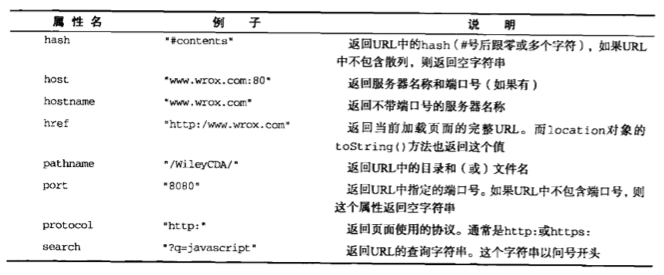 属性名 例子 说明
hash "#contents" 返回URL中的hash(#号后跟零或多个字符),如果URL
中不包含散列,则返回空字符串
host "www.wrox.com:80" 返回服务器名称和端口号(如果有)
hostname "www.wrox.com" 返回不带端口号的服务器名称
href "http:/www.wrox.com" 返回当前加载页面的完整URL。而location对象的
toString()方法也返回这个值
pathname "/WileyCDA/" 返回URL中的目录和(或)文件名
port "8080" 返回URL中指定的端口号。如果URL中不包含端口号,则
这个属性返回空字符串
protocol "http:" 返回页面使用的协议。通常是http:或https:
search "?q=javascript" 返回URL的查询字符串。这个字符串以问号开头